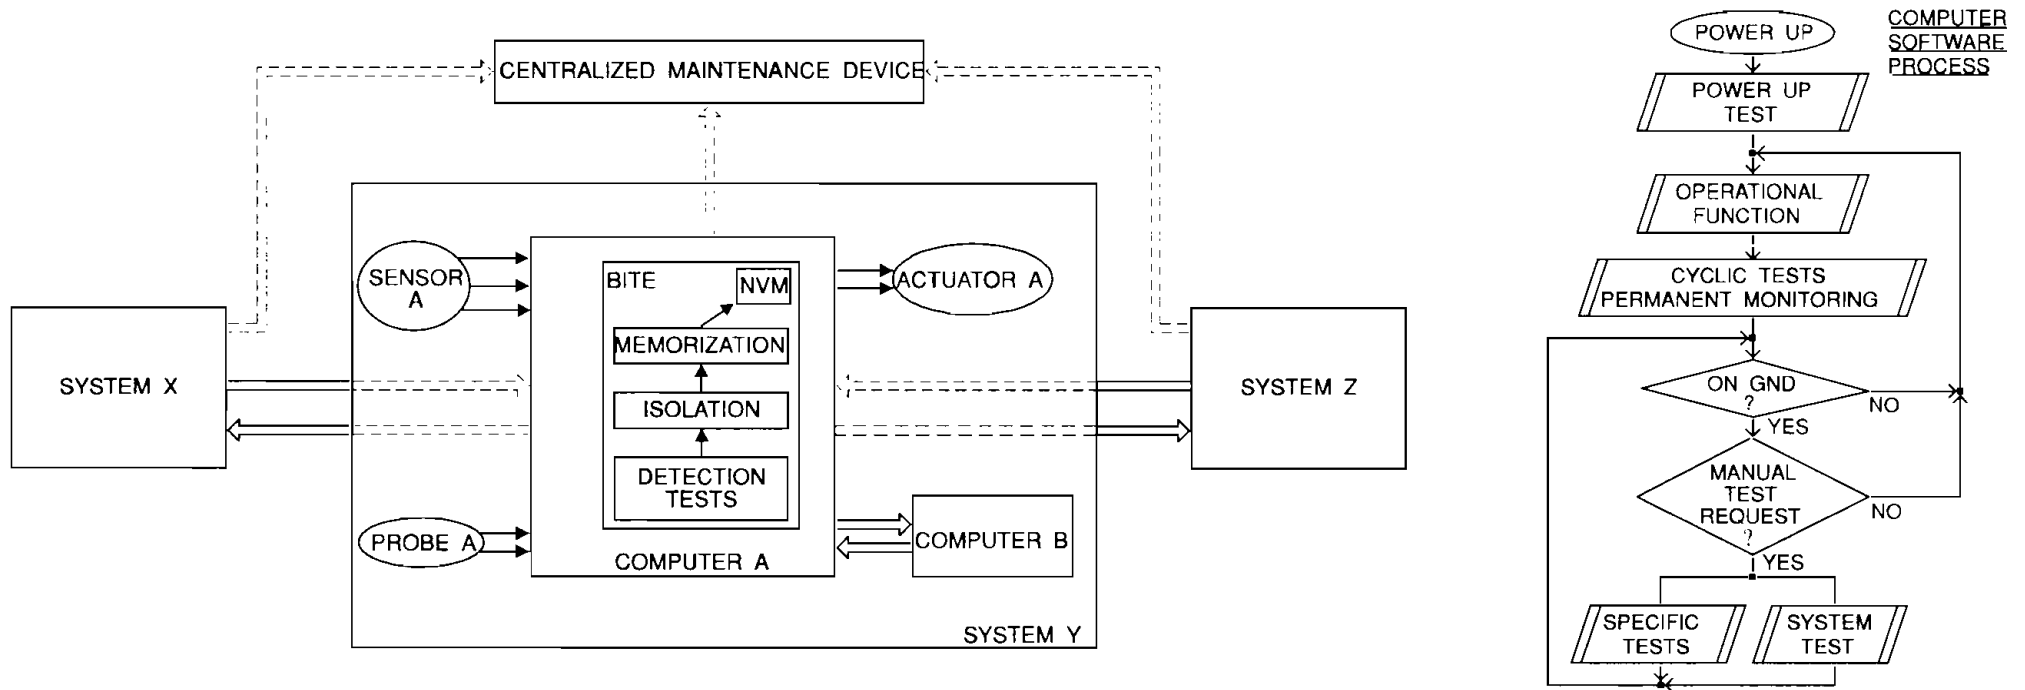 CENTRALIZED MAINTENANCE DEVICE
SENSOR
A
BITE
NVM
ACTUATOR A
MEMORIZATION
SYSTEM X
ISOLATION
SYSTEM Z
DETECTION
TESTS
PROBE A
COMPUTER B
COMPUTER A
SYSTEM Y
COMPUTER
SOFTWARE
PROCESS
POWER UP
POWER UP
TEST
OPERATIONAL
FUNCTION
CYCLIC TESTS
PERMANENT MONITORING
ON GND
?
NO
YES
MANUAL
TEST
REQUEST
?
NO
YES
SPECIFIC
TESTS
SYSTEM
TEST